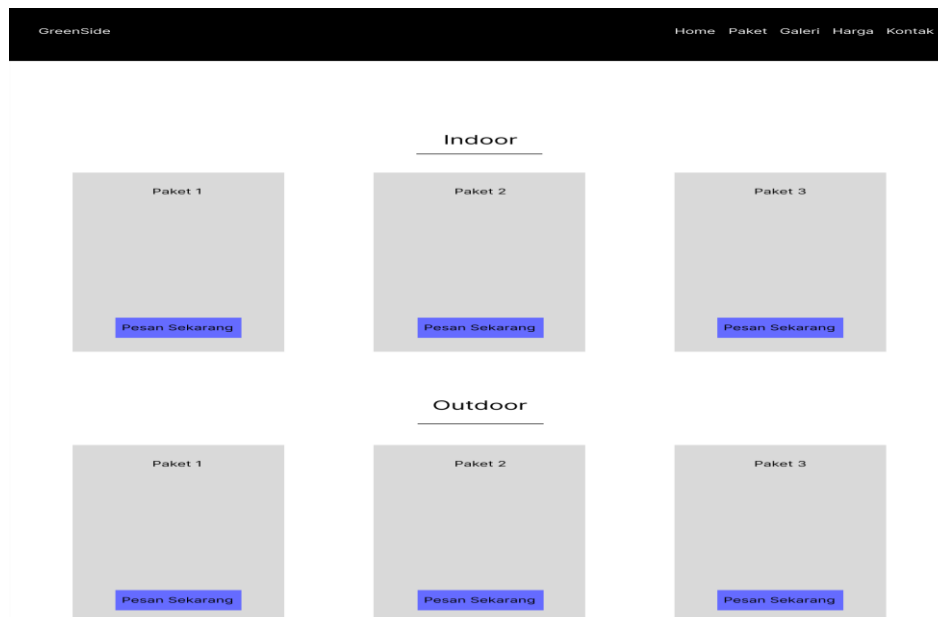 GreenSide
Home Paket Galeri Harga Kontak
Indoor
Paket 1
Paket 2
Paket 3
Pesan Sekarang
Pesan Sekarang
Pesan Sekarang
Outdoor
Paket 1
Paket 2
Paket 3
Pesan Sekarang
Pesan Sekarang
Pesan Sekarang